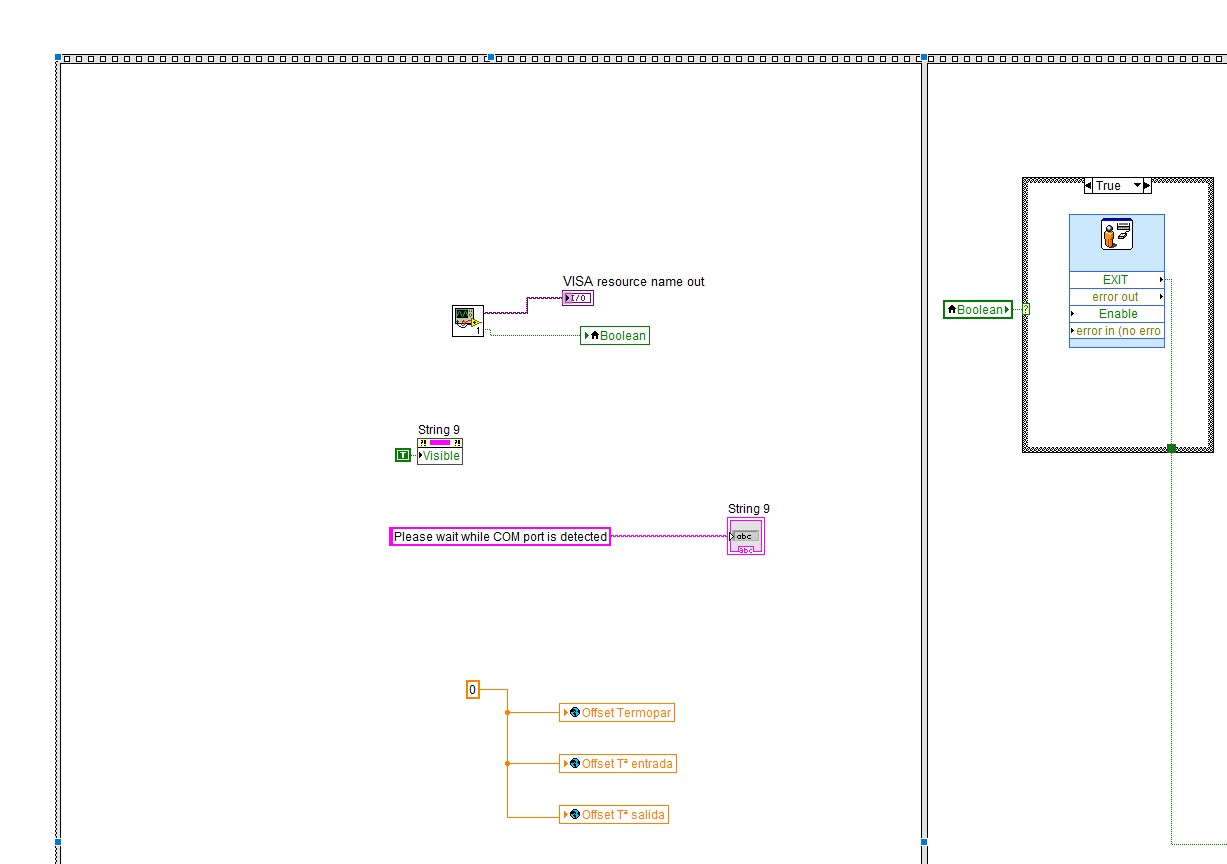 True
VISA resource name out
I/O
1
EXIT
error out
Enable
error in (no erro
Boolean
?
Boolean
String 9
?! ?!
T
Visible
String 9
Please wait while COM port is detected
abc
abc
0
Offset Termopar
Offset Tª entrada
Offset Tª salida